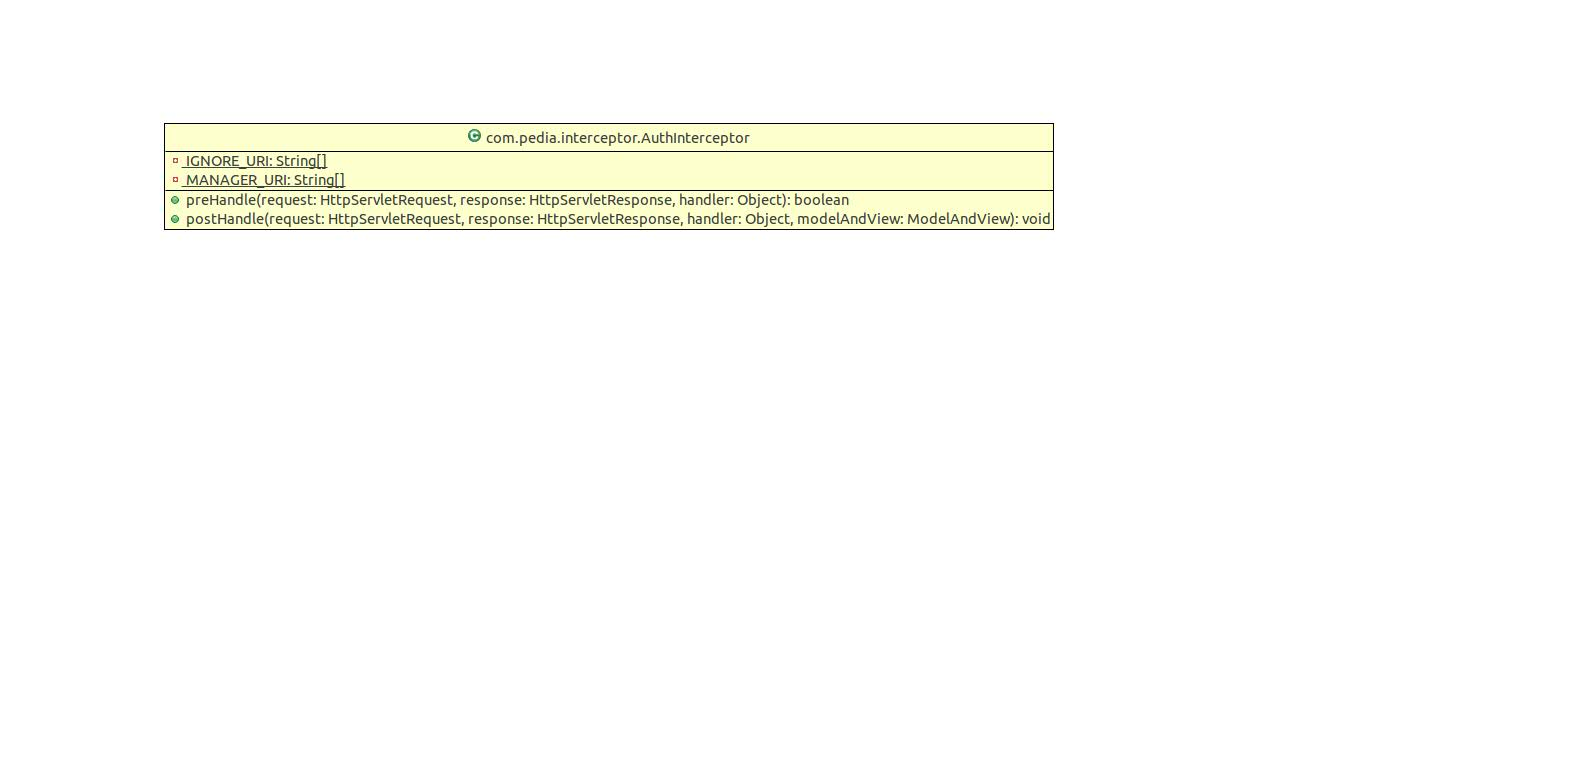 com.pedia.interceptor.AuthInterceptor
IGNORE_URI: String[]
MANAGER_URI: String[]
preHandle(request: HttpServletRequest, response: HttpServletResponse, handler: Object): boolean
postHandle(request: HttpServletRequest, response: HttpServletResponse, handler: Object, modelAndView: ModelAndView): void